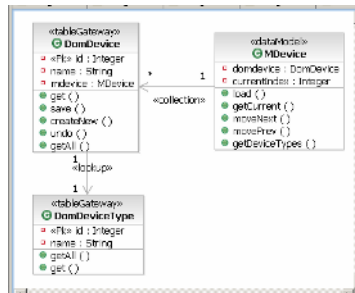 «tableGateway»
DomDevice
«Pk» id : Integer
name : String
mdevice : MDevice
get ( )
save ( )
createNew ( )
undo ( )
getAll ( )
«dataModel»
MDevice
domdevice : DomDevice
currentIndex : Integer
load ( )
getCurrent ( )
moveNext ( )
movePrev ( )
getDeviceTypes ( )
*
1
«collection»
1
«lookup»
1
«tableGateway»
DomDeviceType
«Pk» id : Integer
name : String
getAll ( )
get ( )